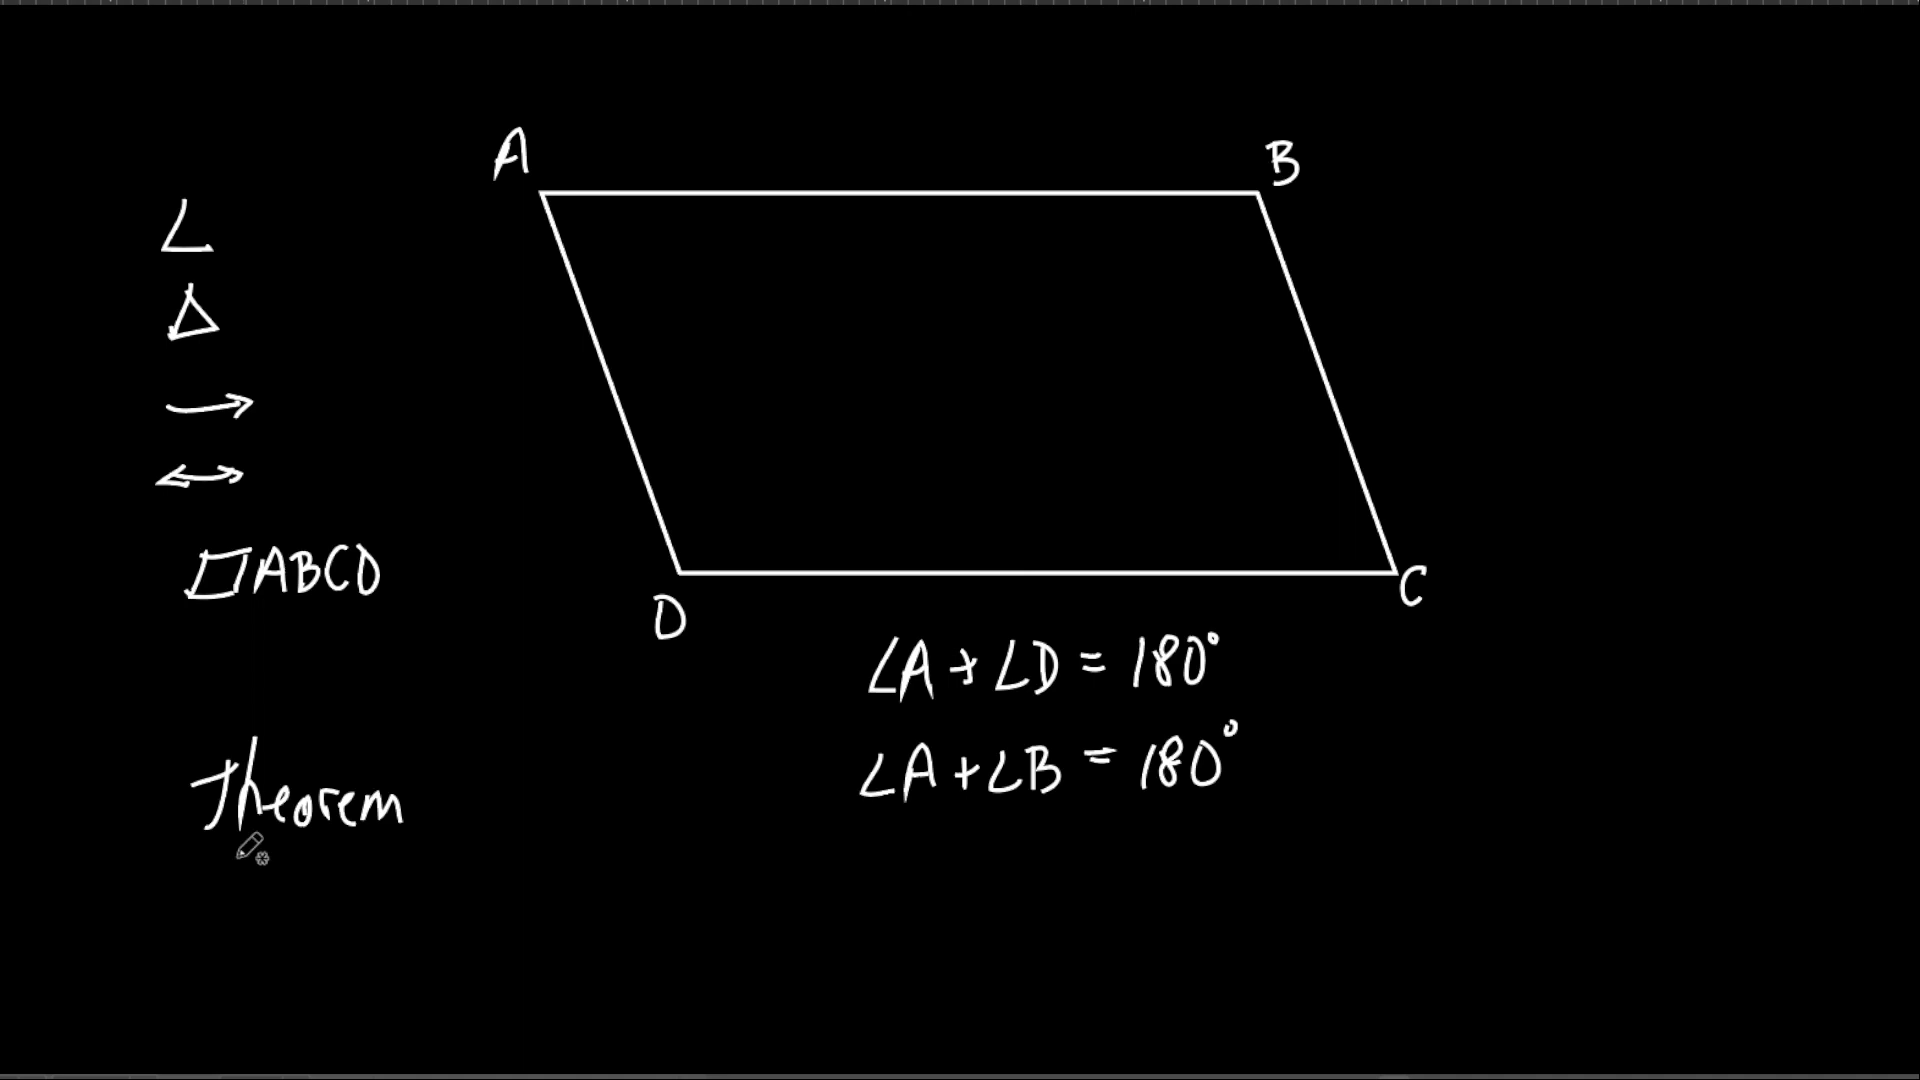 A
B
∠
△
→
↔
▱ABCD
D
C
∠A + ∠D = 180°
∠A + ∠B = 180°
Theorem